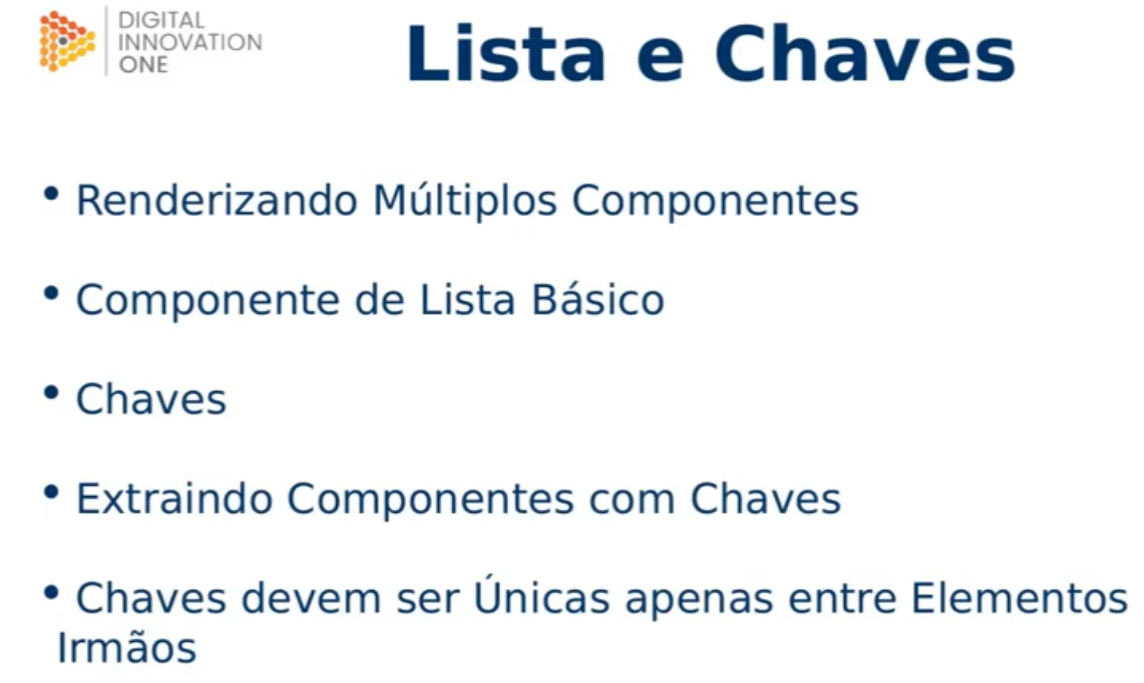 DIGITAL
INNOVATION
ONE
Lista e Chaves
• Renderizando Múltiplos Componentes
• Componente de Lista Básico
• Chaves
• Extraindo Componentes com Chaves
• Chaves devem ser Únicas apenas entre Elementos
Irmãos